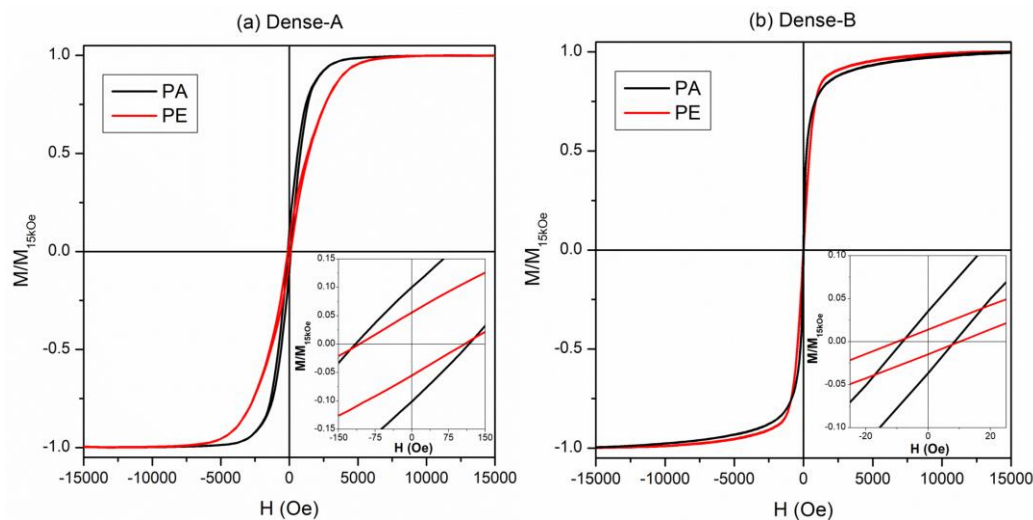 (a) Dense-A
PA
PE
1.0
0.5
0.0
-0.5
-1.0
M/M15kOe
-15000 -10000 -5000 0 5000 10000 15000
H (Oe)
0.15
0.10
0.05
0.00
-0.05
-0.10
-0.15
M/M15kOe
-150 -75 0 75 150
H (Oe)
(b) Dense-B
PA
PE
1.0
0.5
0.0
-0.5
-1.0
M/M15kOe
-15000 -10000 -5000 0 5000 10000 15000
H (Oe)
0.10
0.05
0.00
-0.05
-0.10
M/M15kOe
-20 0 20
H (Oe)